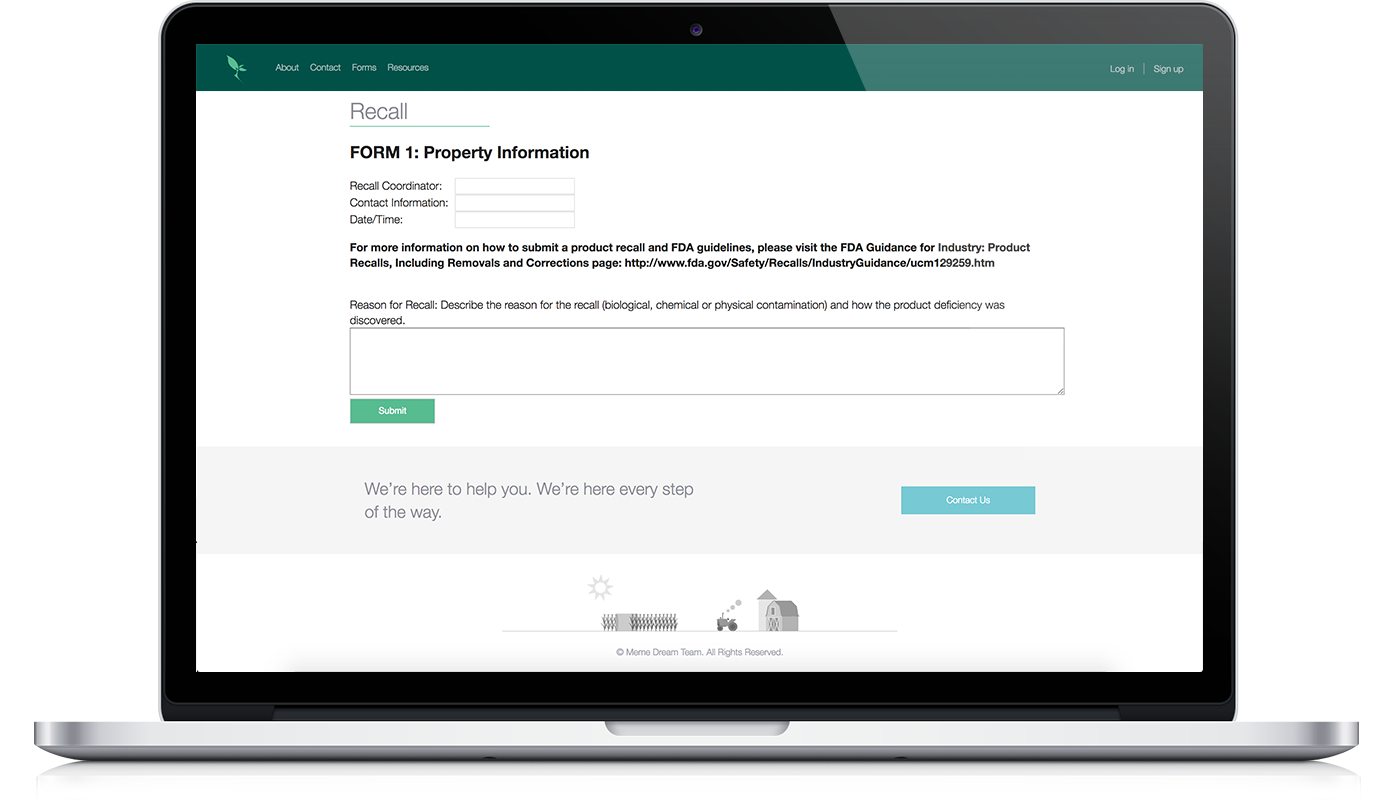 About Contact Forms Resources
Log in Sign up
Recall
FORM 1: Property Information
Recall Coordinator:
Contact Information:
Date/Time:
For more information on how to submit a product recall and FDA guidelines, please visit the FDA Guidance for Industry: Product
Recalls, Including Removals and Corrections page: http://www.fda.gov/Safety/Recalls/IndustryGuidance/ucm129259.htm
Reason for Recall: Describe the reason for the recall (biological, chemical or physical contamination) and how the product deficiency was
discovered.
Submit
We're here to help you. We're here every step
of the way.
Contact Us
© Meme Dream Team. All Rights Reserved.